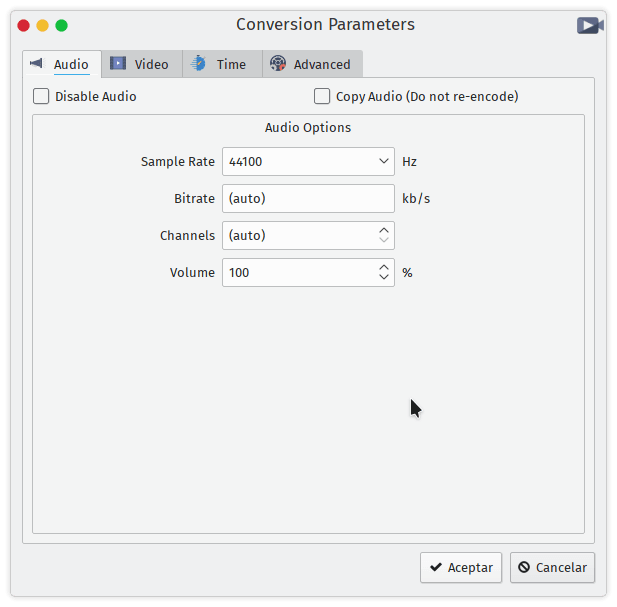 Conversion Parameters
Audio Video Time Advanced
Disable Audio Copy Audio (Do not re-encode)
Audio Options
Sample Rate 44100 Hz
Bitrate (auto) kb/s
Channels (auto)
Volume 100 %
Aceptar Cancelar